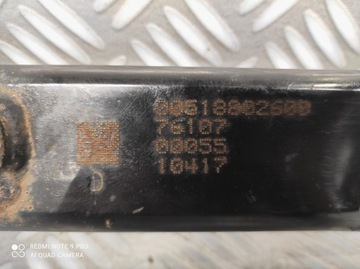 00518802600
76107
00055
10417
D
REDMI NOTE 9 PRO
AI QUAD CAMERA